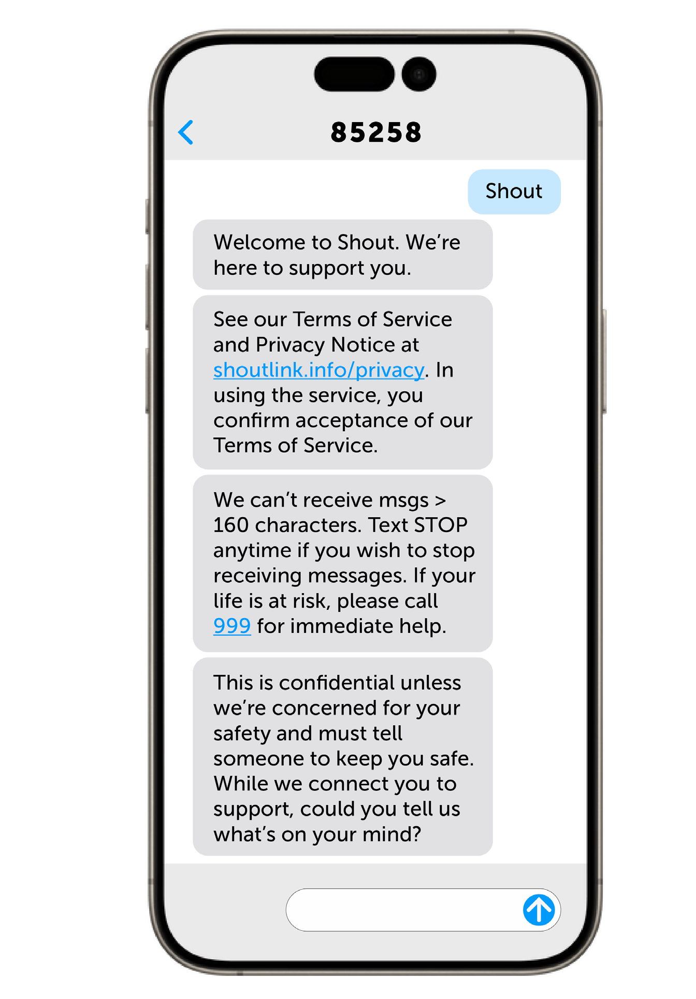 85258
Shout
Welcome to Shout. We’re
here to support you.
See our Terms of Service
and Privacy Notice at
shoutlink.info/privacy. In
using the service, you
confirm acceptance of our
Terms of Service.
We can’t receive msgs >
160 characters. Text STOP
anytime if you wish to stop
receiving messages. If your
life is at risk, please call
999 for immediate help.
This is confidential unless
we’re concerned for your
safety and must tell
someone to keep you safe.
While we connect you to
support, could you tell us
what’s on your mind?